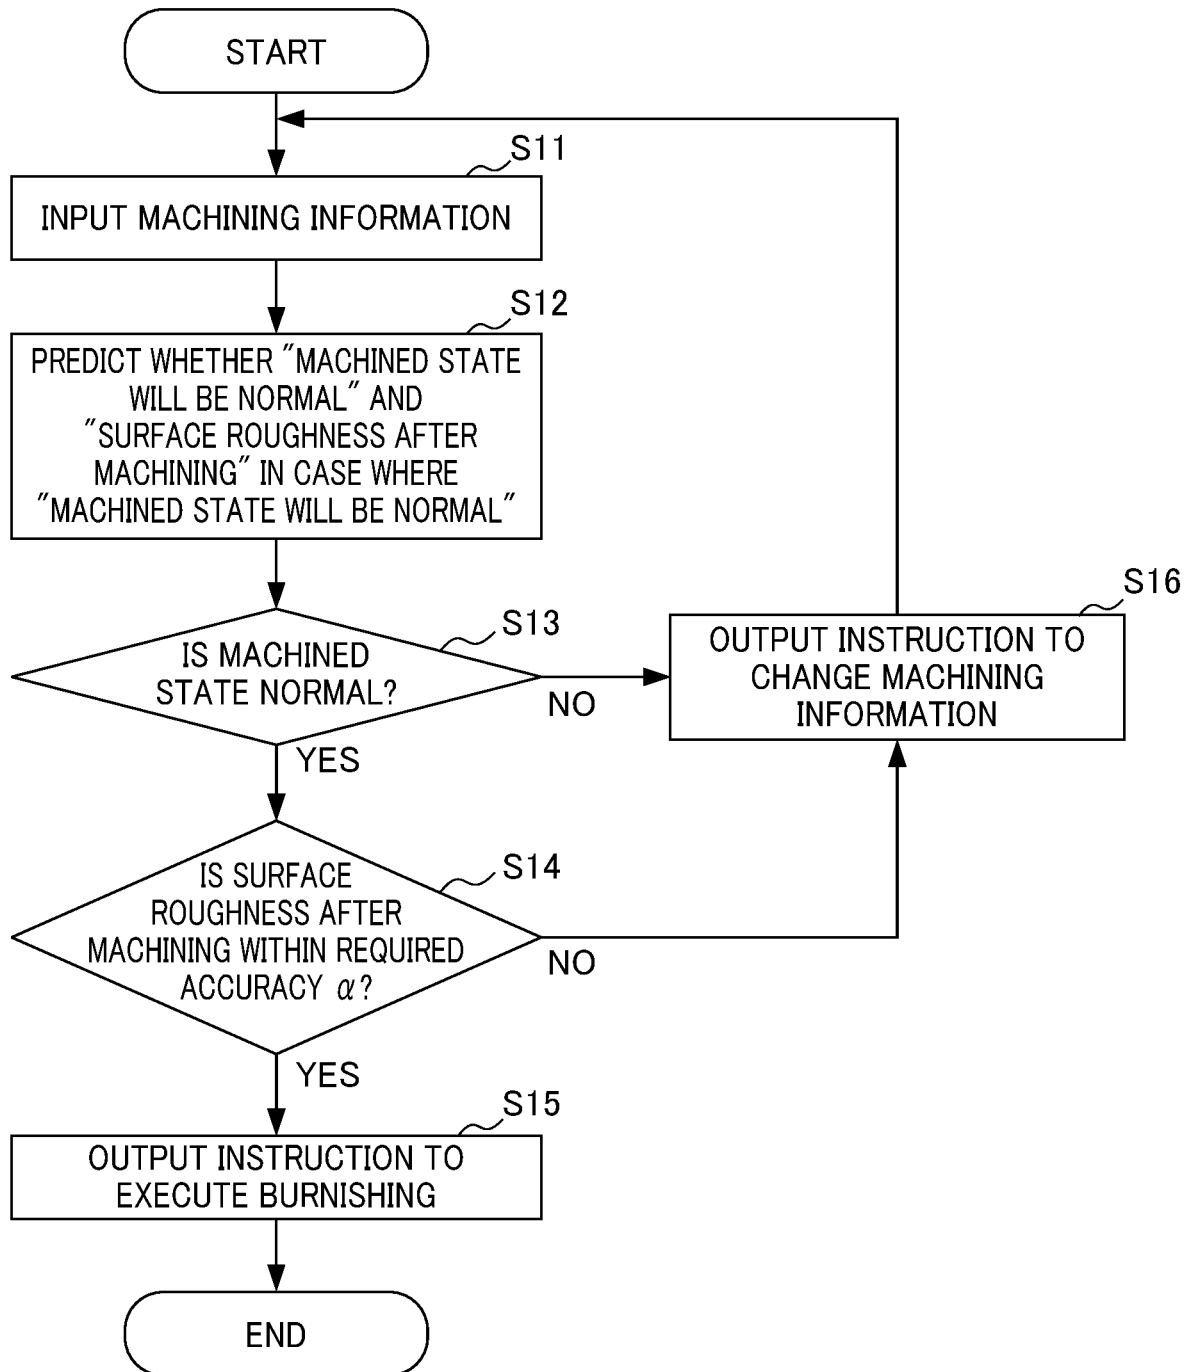 START
S11
INPUT MACHINING INFORMATION
S12
PREDICT WHETHER "MACHINED STATE
WILL BE NORMAL" AND
"SURFACE ROUGHNESS AFTER
MACHINING" IN CASE WHERE
"MACHINED STATE WILL BE NORMAL"
S13
IS MACHINED
STATE NORMAL?
NO
YES
S16
OUTPUT INSTRUCTION TO
CHANGE MACHINING
INFORMATION
S14
IS SURFACE
ROUGHNESS AFTER
MACHINING WITHIN REQUIRED
ACCURACY α?
NO
YES
S15
OUTPUT INSTRUCTION TO
EXECUTE BURNISHING
END